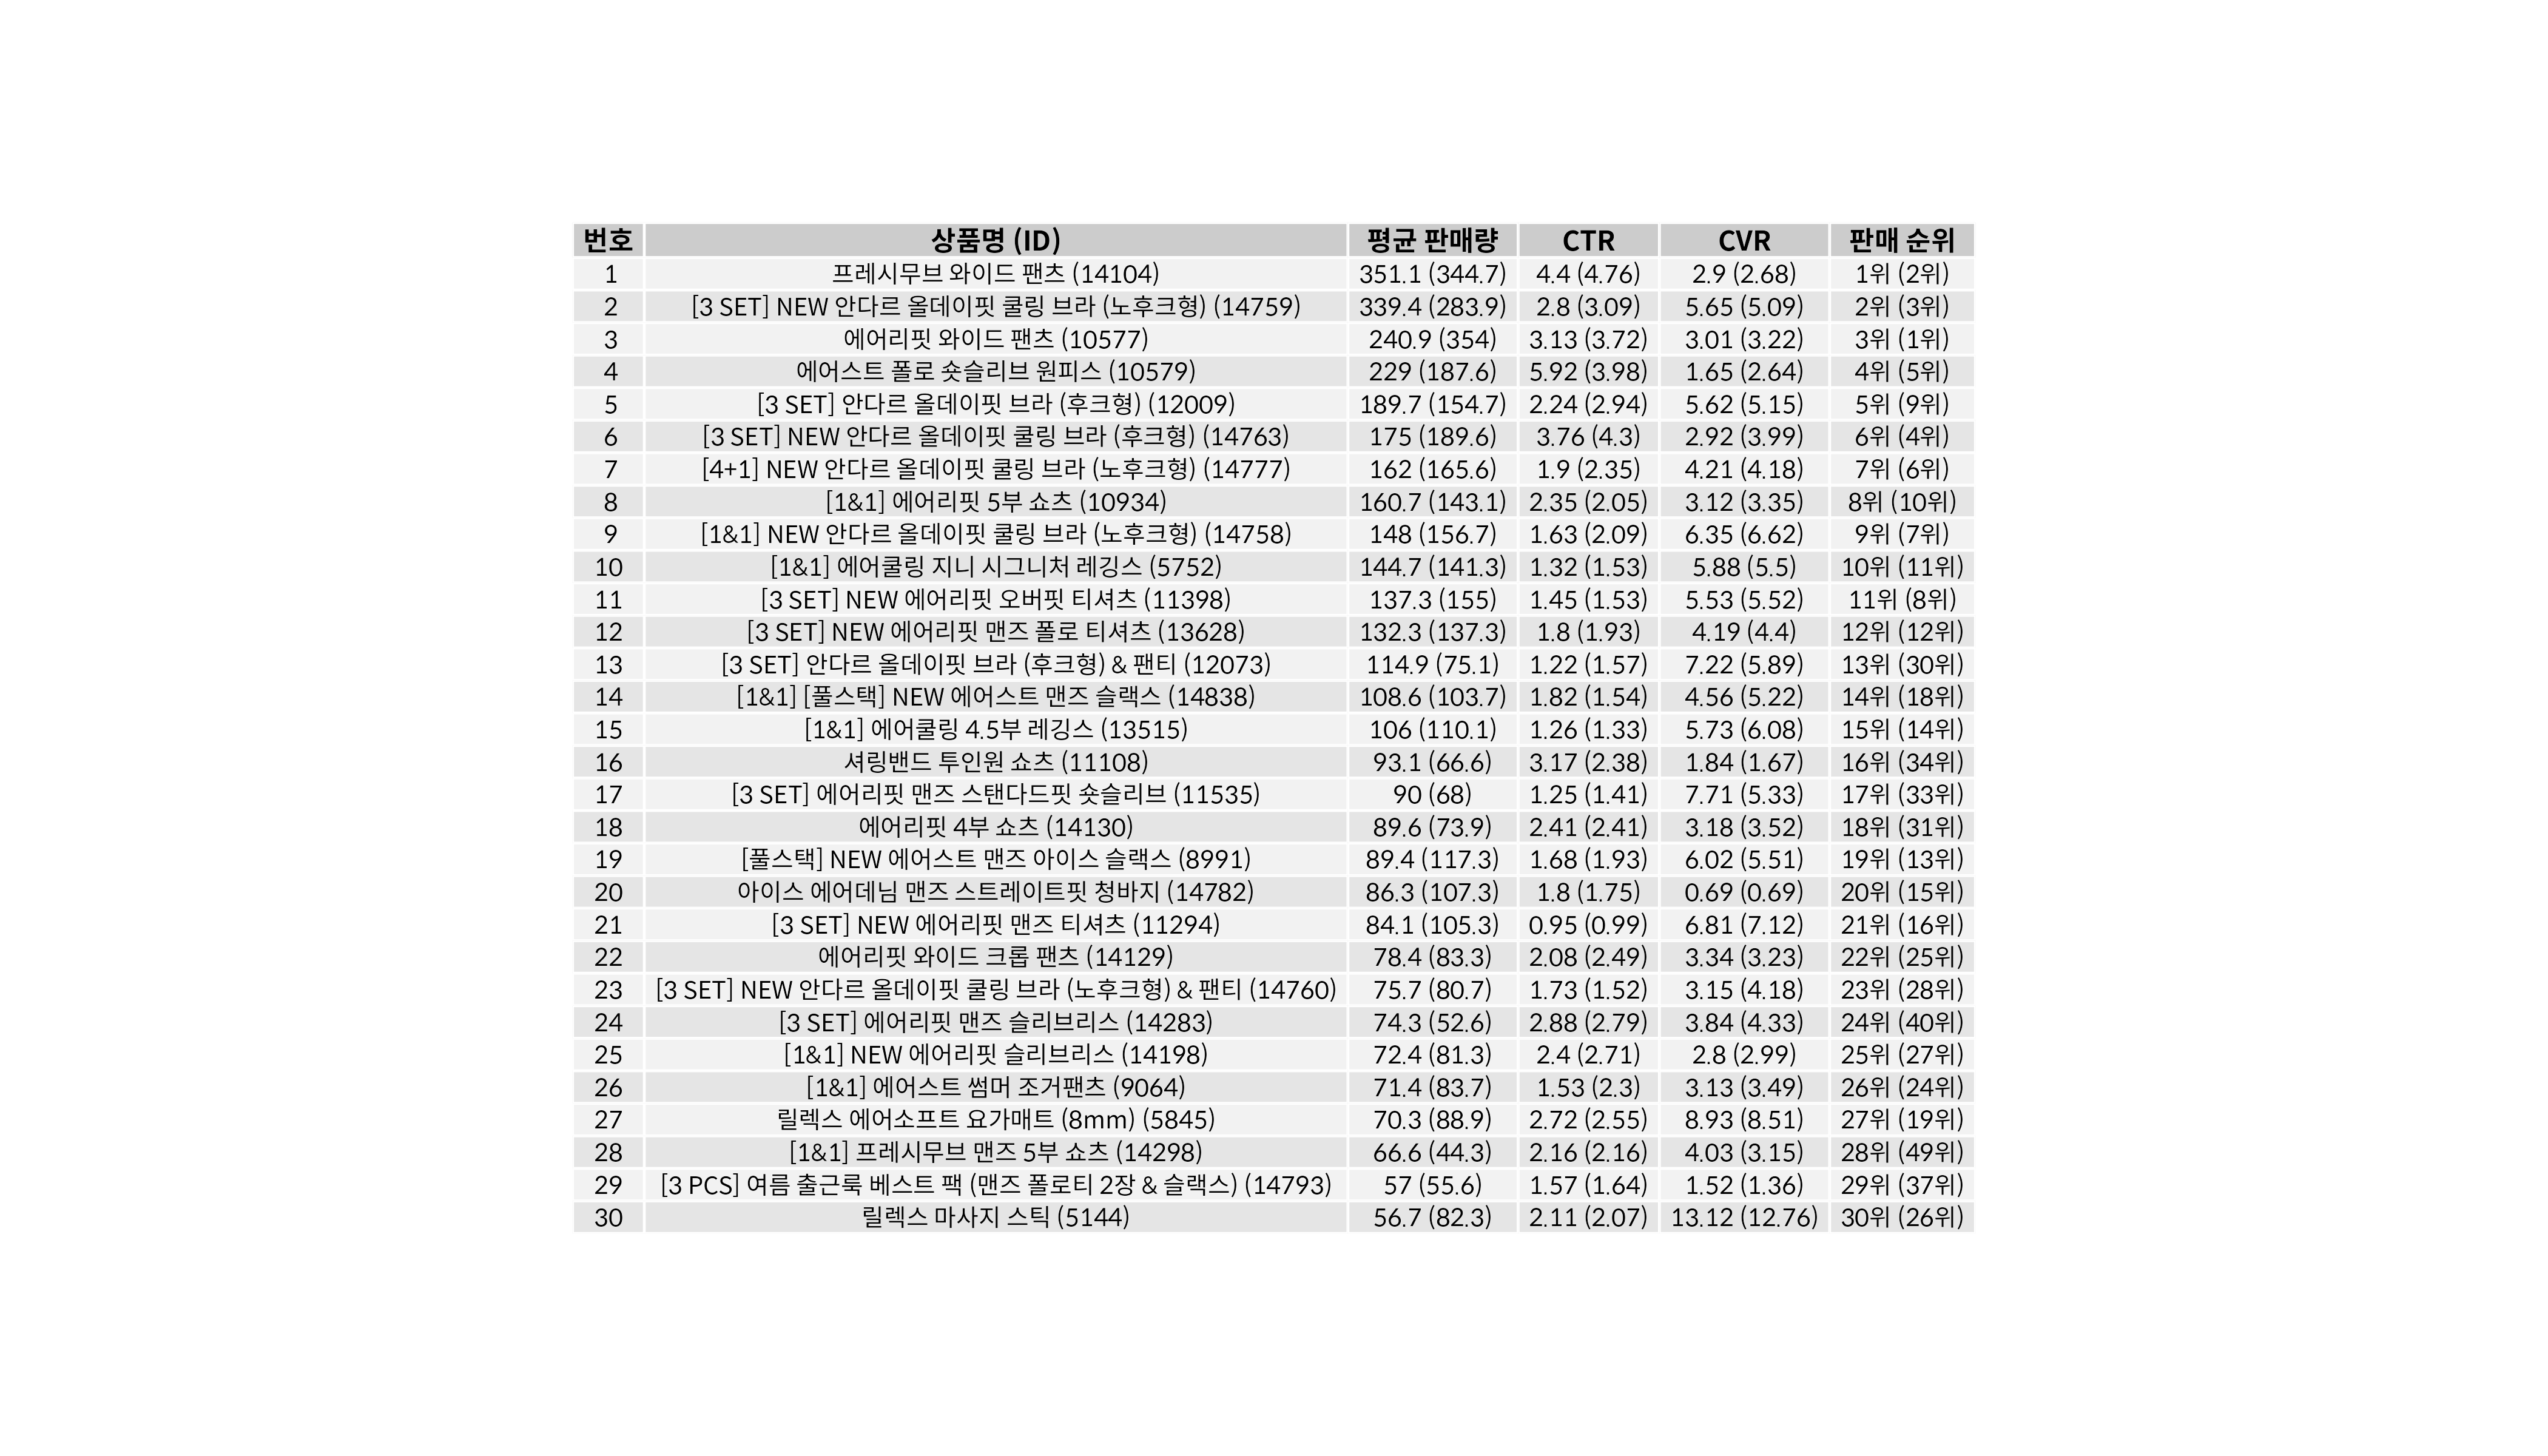 번호 상품명 (ID) 평균 판매량 CTR CVR 판매 순위
1 프레시무브 와이드 팬츠 (14104) 351.1 (344.7) 4.4 (4.76) 2.9 (2.68) 1위 (2위)
2 [3 SET] NEW 안다르 올데이핏 쿨링 브라 (노후크형) (14759) 339.4 (283.9) 2.8 (3.09) 5.65 (5.09) 2위 (3위)
3 에어리핏 와이드 팬츠 (10577) 240.9 (354) 3.13 (3.72) 3.01 (3.22) 3위 (1위)
4 에어스트 폴로 숏슬리브 원피스 (10579) 229 (187.6) 5.92 (3.98) 1.65 (2.64) 4위 (5위)
5 [3 SET] 안다르 올데이핏 브라 (후크형) (12009) 189.7 (154.7) 2.24 (2.94) 5.62 (5.15) 5위 (9위)
6 [3 SET] NEW 안다르 올데이핏 쿨링 브라 (후크형) (14763) 175 (189.6) 3.76 (4.3) 2.92 (3.99) 6위 (4위)
7 [4+1] NEW 안다르 올데이핏 쿨링 브라 (노후크형) (14777) 162 (165.6) 1.9 (2.35) 4.21 (4.18) 7위 (6위)
8 [1&1] 에어리핏 5부 쇼츠 (10934) 160.7 (143.1) 2.35 (2.05) 3.12 (3.35) 8위 (10위)
9 [1&1] NEW 안다르 올데이핏 쿨링 브라 (노후크형) (14758) 148 (156.7) 1.63 (2.09) 6.35 (6.62) 9위 (7위)
10 [1&1] 에어쿨링 지니 시그니처 레깅스 (5752) 144.7 (141.3) 1.32 (1.53) 5.88 (5.5) 10위 (11위)
11 [3 SET] NEW 에어리핏 오버핏 티셔츠 (11398) 137.3 (155) 1.45 (1.53) 5.53 (5.52) 11위 (8위)
12 [3 SET] NEW 에어리핏 맨즈 폴로 티셔츠 (13628) 132.3 (137.3) 1.8 (1.93) 4.19 (4.4) 12위 (12위)
13 [3 SET] 안다르 올데이핏 브라 (후크형) & 팬티 (12073) 114.9 (75.1) 1.22 (1.57) 7.22 (5.89) 13위 (30위)
14 [1&1] [풀스택] NEW 에어스트 맨즈 슬랙스 (14838) 108.6 (103.7) 1.82 (1.54) 4.56 (5.22) 14위 (18위)
15 [1&1] 에어쿨링 4.5부 레깅스 (13515) 106 (110.1) 1.26 (1.33) 5.73 (6.08) 15위 (14위)
16 셔링밴드 투인원 쇼츠 (11108) 93.1 (66.6) 3.17 (2.38) 1.84 (1.67) 16위 (34위)
17 [3 SET] 에어리핏 맨즈 스탠다드핏 숏슬리브 (11535) 90 (68) 1.25 (1.41) 7.71 (5.33) 17위 (33위)
18 에어리핏 4부 쇼츠 (14130) 89.6 (73.9) 2.41 (2.41) 3.18 (3.52) 18위 (31위)
19 [풀스택] NEW 에어스트 맨즈 아이스 슬랙스 (8991) 89.4 (117.3) 1.68 (1.93) 6.02 (5.51) 19위 (13위)
20 아이스 에어데님 맨즈 스트레이트핏 청바지 (14782) 86.3 (107.3) 1.8 (1.75) 0.69 (0.69) 20위 (15위)
21 [3 SET] NEW 에어리핏 맨즈 티셔츠 (11294) 84.1 (105.3) 0.95 (0.99) 6.81 (7.12) 21위 (16위)
22 에어리핏 와이드 크롭 팬츠 (14129) 78.4 (83.3) 2.08 (2.49) 3.34 (3.23) 22위 (25위)
23 [3 SET] NEW 안다르 올데이핏 쿨링 브라 (노후크형) & 팬티 (14760) 75.7 (80.7) 1.73 (1.52) 3.15 (4.18) 23위 (28위)
24 [3 SET] 에어리핏 맨즈 슬리브리스 (14283) 74.3 (52.6) 2.88 (2.79) 3.84 (4.33) 24위 (40위)
25 [1&1] NEW 에어리핏 슬리브리스 (14198) 72.4 (81.3) 2.4 (2.71) 2.8 (2.99) 25위 (27위)
26 [1&1] 에어스트 썸머 조거팬츠 (9064) 71.4 (83.7) 1.53 (2.3) 3.13 (3.49) 26위 (24위)
27 릴렉스 에어소프트 요가매트 (8mm) (5845) 70.3 (88.9) 2.72 (2.55) 8.93 (8.51) 27위 (19위)
28 [1&1] 프레시무브 맨즈 5부 쇼츠 (14298) 66.6 (44.3) 2.16 (2.16) 4.03 (3.15) 28위 (49위)
29 [3 PCS] 여름 출근룩 베스트 팩 (맨즈 폴로티 2장 & 슬랙스) (14793) 57 (55.6) 1.57 (1.64) 1.52 (1.36) 29위 (37위)
30 릴렉스 마사지 스틱 (5144) 56.7 (82.3) 2.11 (2.07) 13.12 (12.76) 30위 (26위)